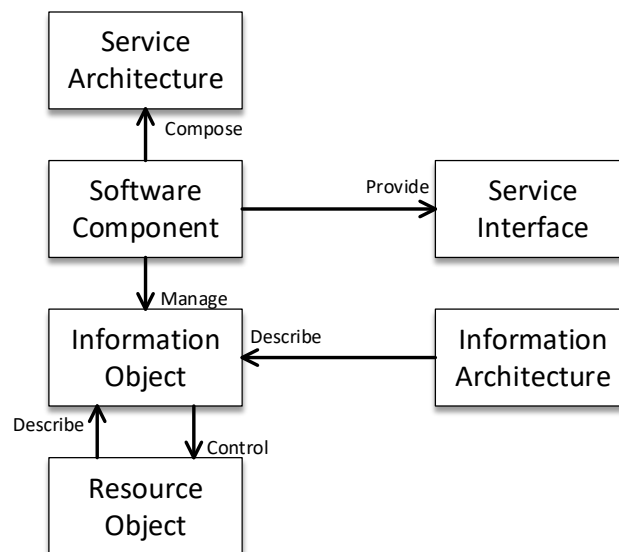 Service
Architecture
Compose
Software
Component
Provide
Service
Interface
Manage
Information
Object
Describe
Information
Architecture
Describe
Control
Resource
Object